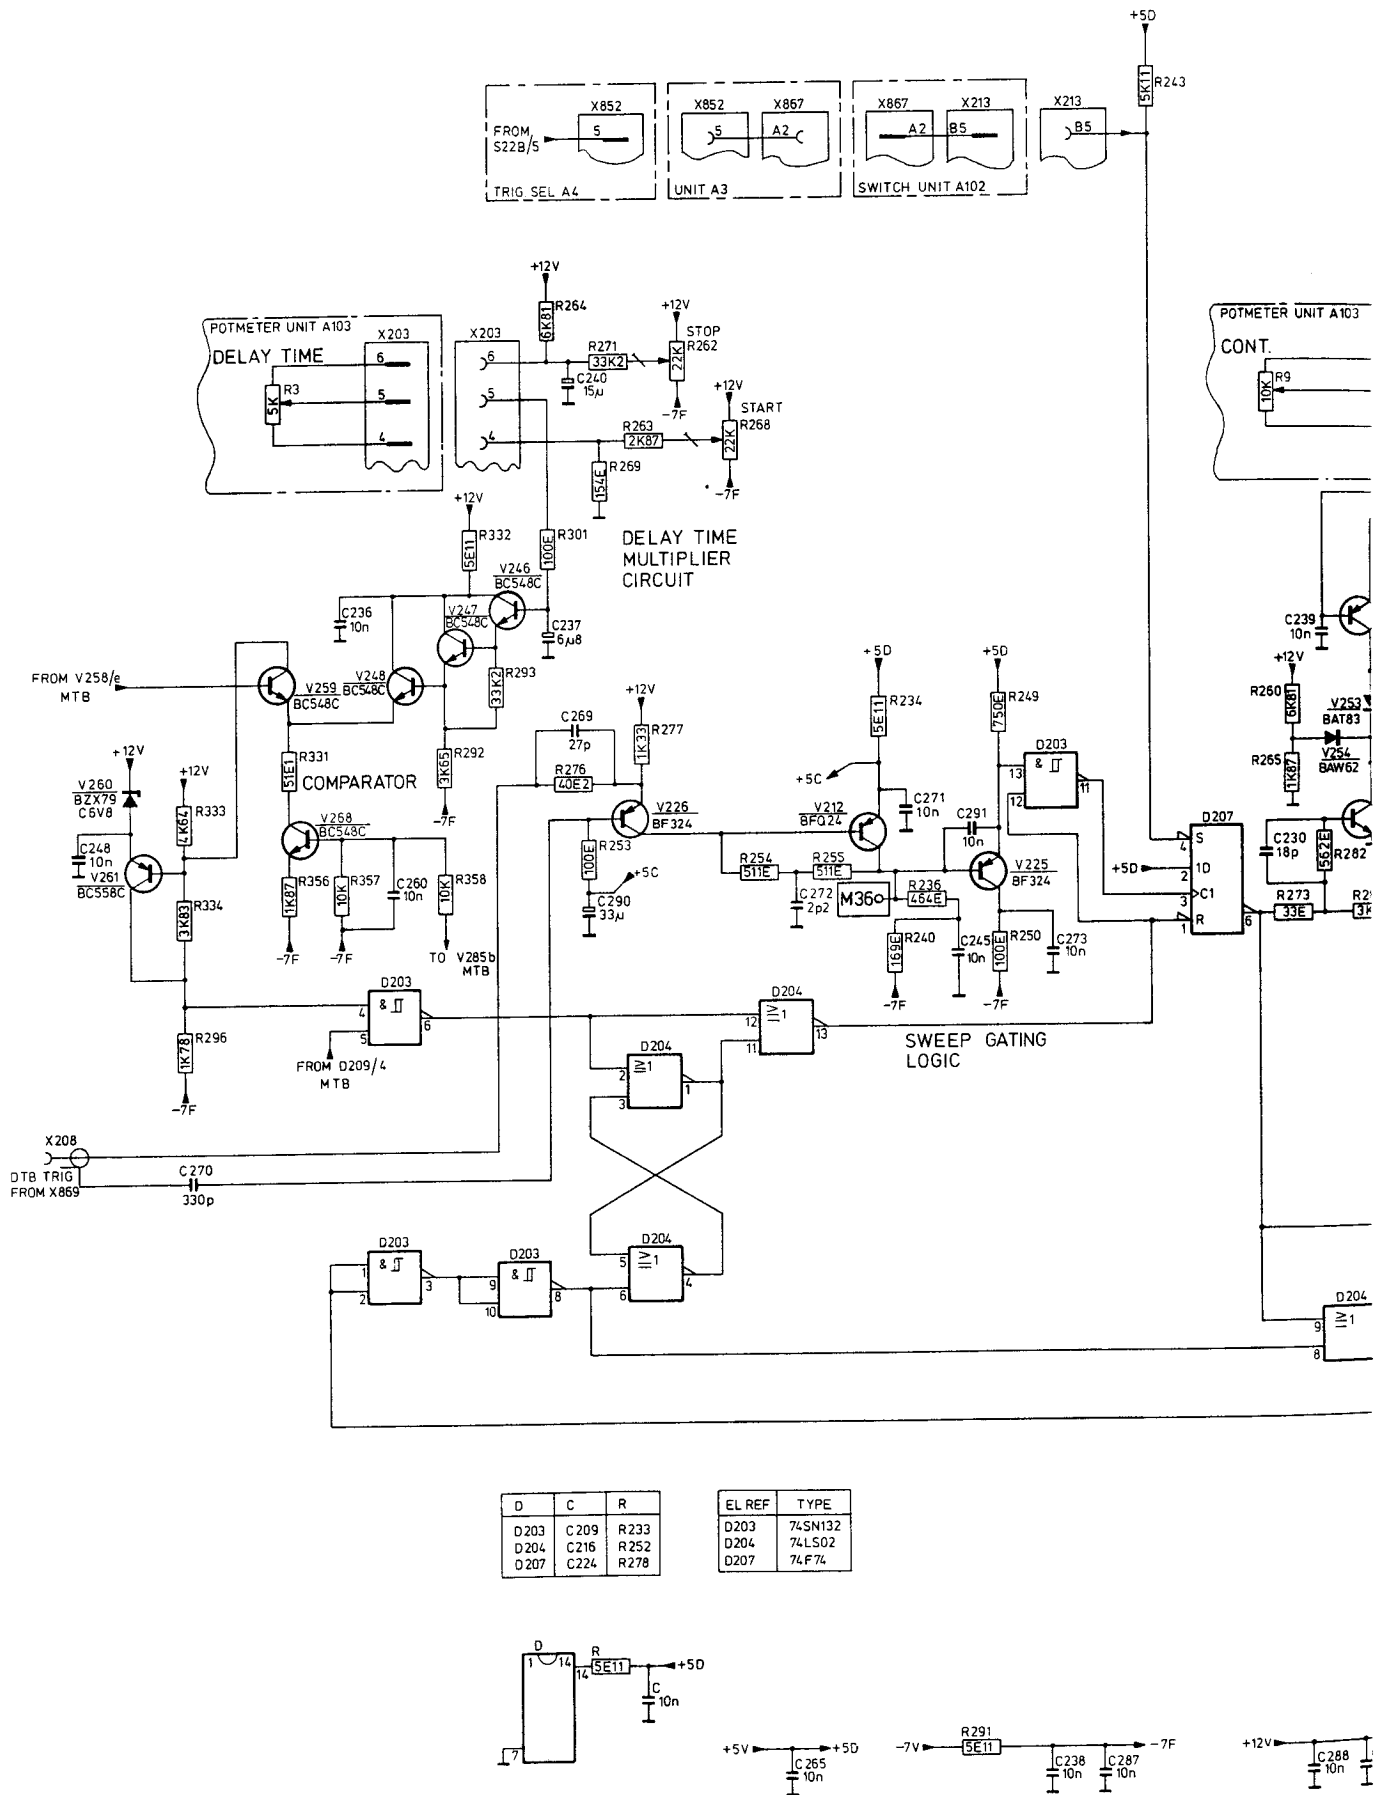 +5D
5K11
R243
X852
X852
X867
X867
X213
X213
FROM
S22B/5
5
5
A2
A2
B5
B5
TRIG SEL A4
UNIT A3
SWITCH UNIT A102
+12V
R264
6K81
+12V
POTMETER UNIT A103
X203
X203
STOP
R262
22K
POTMETER UNIT A103
DELAY TIME
6
6
R271
33K2
CONT.
R3
5K
5
5
C240
15µ
+12V
-7F
START
R268
22K
R9
10K
4
4
R263
2K87
R269
154E
-7F
+12V
R332
5E11
R301
100E
DELAY TIME
MULTIPLIER
CIRCUIT
V246
BC548C
C236
10n
V247
BC548C
C237
6µ8
C239
10n
FROM V258/e
MTB
V259
BC548C
V248
BC548C
R293
33K2
+5D
+5D
+12V
R260
6K81
V253
BAT83
+12V
C269
27p
R277
1K33
R234
5E11
R249
750E
+12V
R331
51E1
COMPARATOR
R292
3K65
R276
40E2
+5C
D203
13
& 
12
11
R265
1K87
V254
BAW62
V260
BZX79
C6V8
+12V
R333
4K64
-7F
V226
BF324
V212
BFQ24
C271
10n
C291
10n
D207
V268
BC548C
R253
100E
S
4
C230
18p
562E
R282
C248
10n
V261
BC558C
R356
1K87
R357
10K
C260
10n
R358
10K
+5C
R254
511E
R255
511E
V225
BF324
+5D
1D
2
R334
3K83
C290
33µ
C272
2p2
M36
R236
464E
C1
3
R273
33E
R
1
6
-7F
-7F
TO V285b
MTB
R240
169E
C245
10n
R250
100E
C273
10n
-7F
-7F
D203
4
& 
5
6
D204
12
≥1
11
13
R296
1K78
FROM D209/4
MTB
D204
2
≥1
3
1
SWEEP GATING
LOGIC
-7F
X208
DTB TRIG
FROM X869
C270
330p
D203
1
& 
2
3
D203
9
& 
10
8
D204
5
≥1
6
4
D204
9
≥1
8
D C R
D203 C209 R233
D204 C216 R252
D207 C224 R278
EL REF TYPE
D203 74SN132
D204 74LS02
D207 74F74
D
1 14
14
R
5E11
+5D
C
10n
7
+5V
+5D
C265
10n
-7V
R291
5E11
-7F
C238
10n
C287
10n
+12V
C288
10n